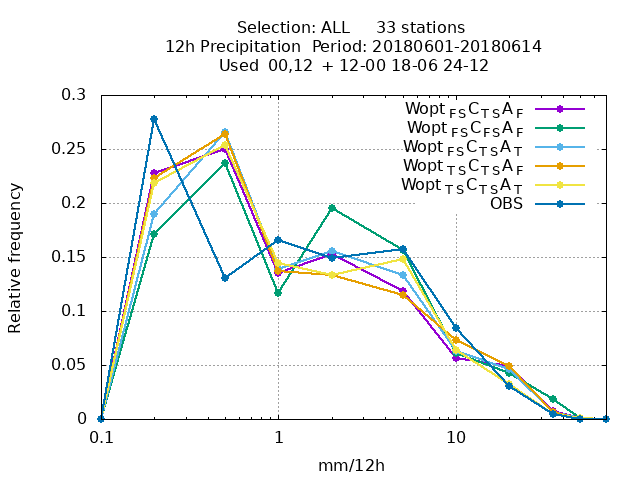 Selection: ALL 33 stations
12h Precipitation Period: 20180601-20180614
Used 00,12 + 12-00 18-06 24-12
0.3
0.25
0.2
0.15
0.1
0.05
0
Relative frequency
Wopt FS C TS A F
Wopt FS C FS A F
Wopt FS C TS A T
Wopt TS C TS A F
Wopt TS C TS A T
OBS
0.1 1 10
mm/12h